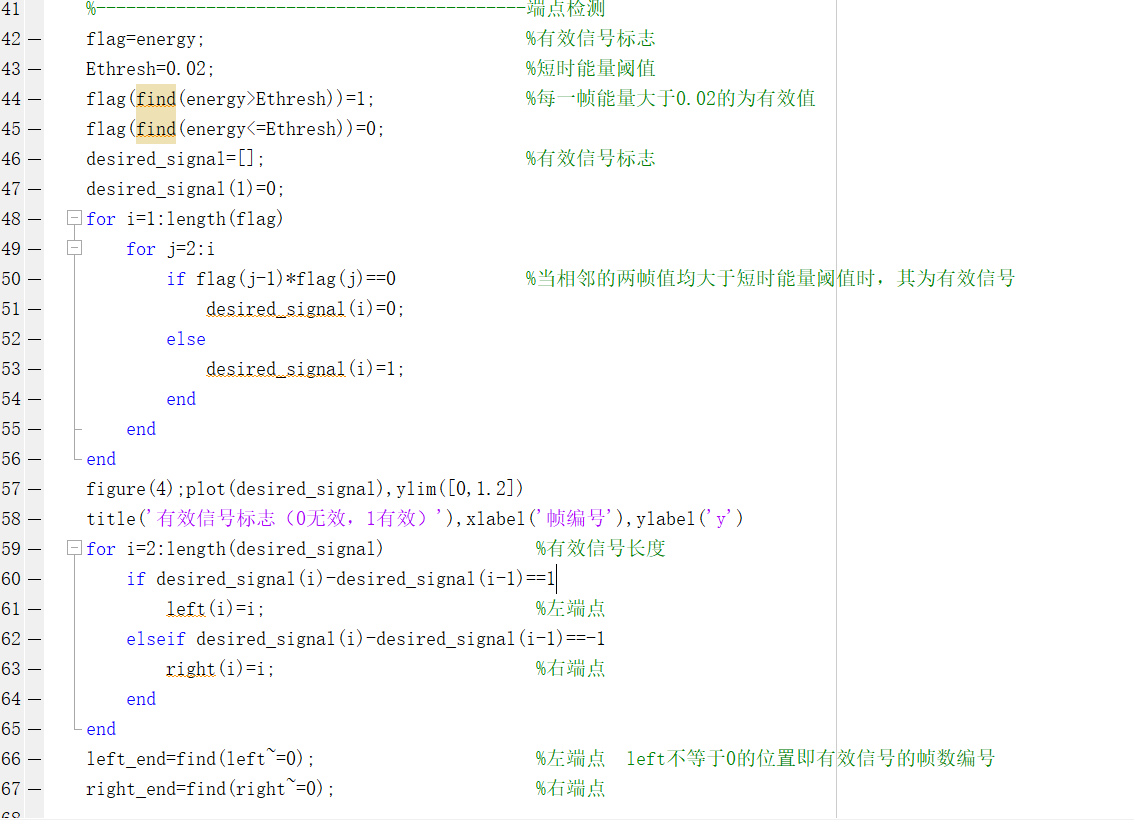 41 %-------------------------------------------端点检测
42 — flag=energy; %有效信号标志
43 — Ethresh=0.02; %短时能量阈值
44 — flag(find(energy>Ethresh))=1; %每一帧能量大于0.02的为有效值
45 — flag(find(energy<=Ethresh))=0;
46 — desired_signal=[]; %有效信号标志
47 — desired_signal(1)=0;
48 — for i=1:length(flag)
49 — for j=2:i
50 — if flag(j-1)*flag(j)==0 %当相邻的两帧值均大于短时能量阈值时，其为有效信号
51 — desired_signal(i)=0;
52 — else
53 — desired_signal(i)=1;
54 — end
55 — end
56 — end
57 — figure(4);plot(desired_signal),ylim([0,1.2])
58 — title('有效信号标志（0无效，1有效）'),xlabel('帧编号'),ylabel('y')
59 — for i=2:length(desired_signal) %有效信号长度
60 — if desired_signal(i)-desired_signal(i-1)==1
61 — left(i)=i; %左端点
62 — elseif desired_signal(i)-desired_signal(i-1)==-1
63 — right(i)=i; %右端点
64 — end
65 — end
66 — left_end=find(left~=0); %左端点 left不等于0的位置即有效信号的帧数编号
67 — right_end=find(right~=0); %右端点
68